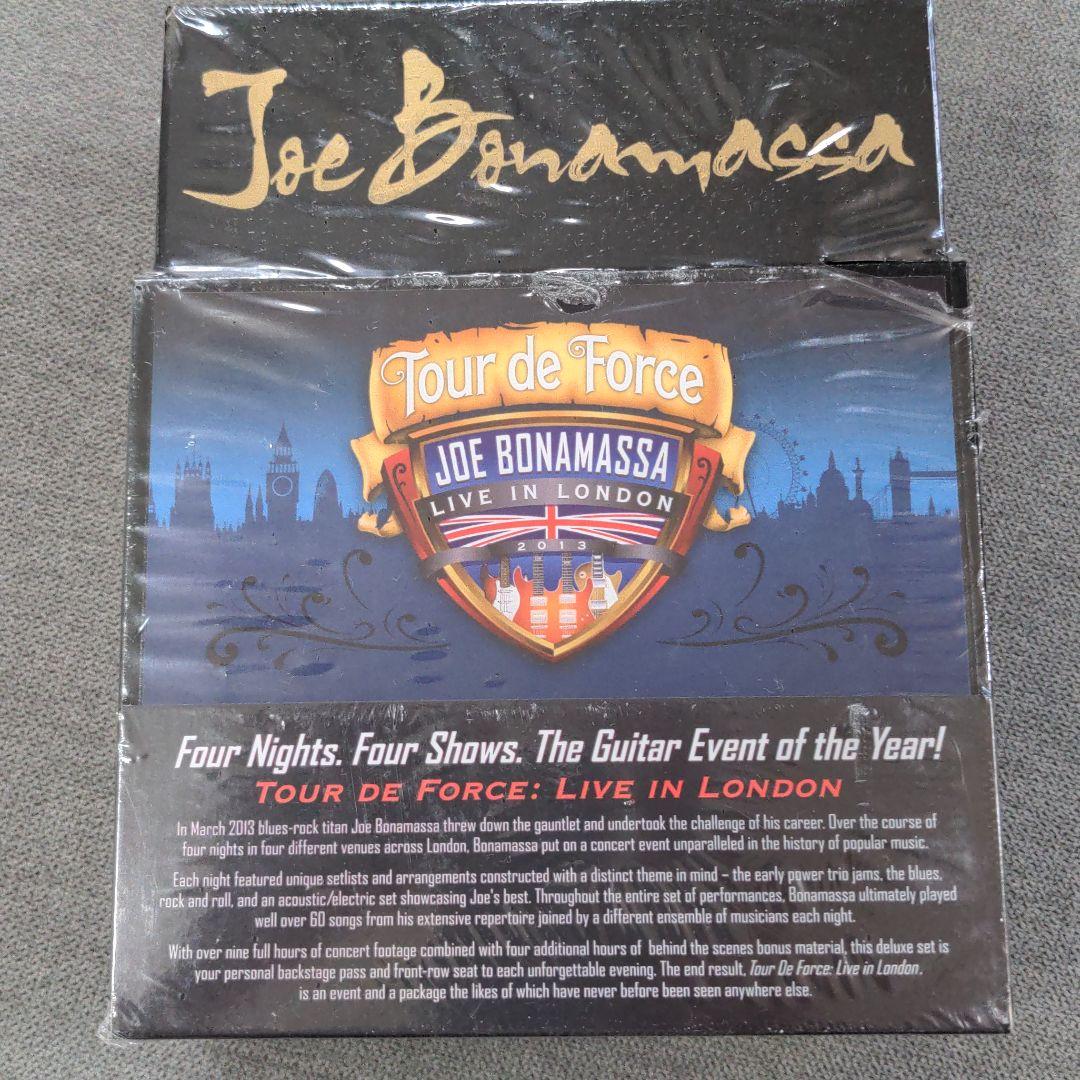 Joe Bonamassa
Tour de Force
JOE BONAMASSA
LIVE IN LONDON
2013
Four Nights. Four Shows. The Guitar Event of the Year!
TOUR DE FORCE: LIVE IN LONDON
In March 2013 blues-rock titan Joe Bonamassa threw down the gauntlet and undertook the challenge of his career. Over the course of
four nights in four different venues across London, Bonamassa put on a concert event unparalleled in the history of popular music.
Each night featured unique setlists and arrangements constructed with a distinct theme in mind – the early power trio jams, the blues,
rock and roll, and an acoustic/electric set showcasing Joe's best. Throughout the entire set of performances, Bonamassa ultimately played
well over 60 songs from his extensive repertoire joined by a different ensemble of musicians each night.
With over nine full hours of concert footage combined with four additional hours of behind the scenes bonus material, this deluxe set is
your personal backstage pass and front-row seat to each unforgettable evening. The end result, Tour De Force: Live in London,
is an event and a package the likes of which have never before been seen anywhere else.